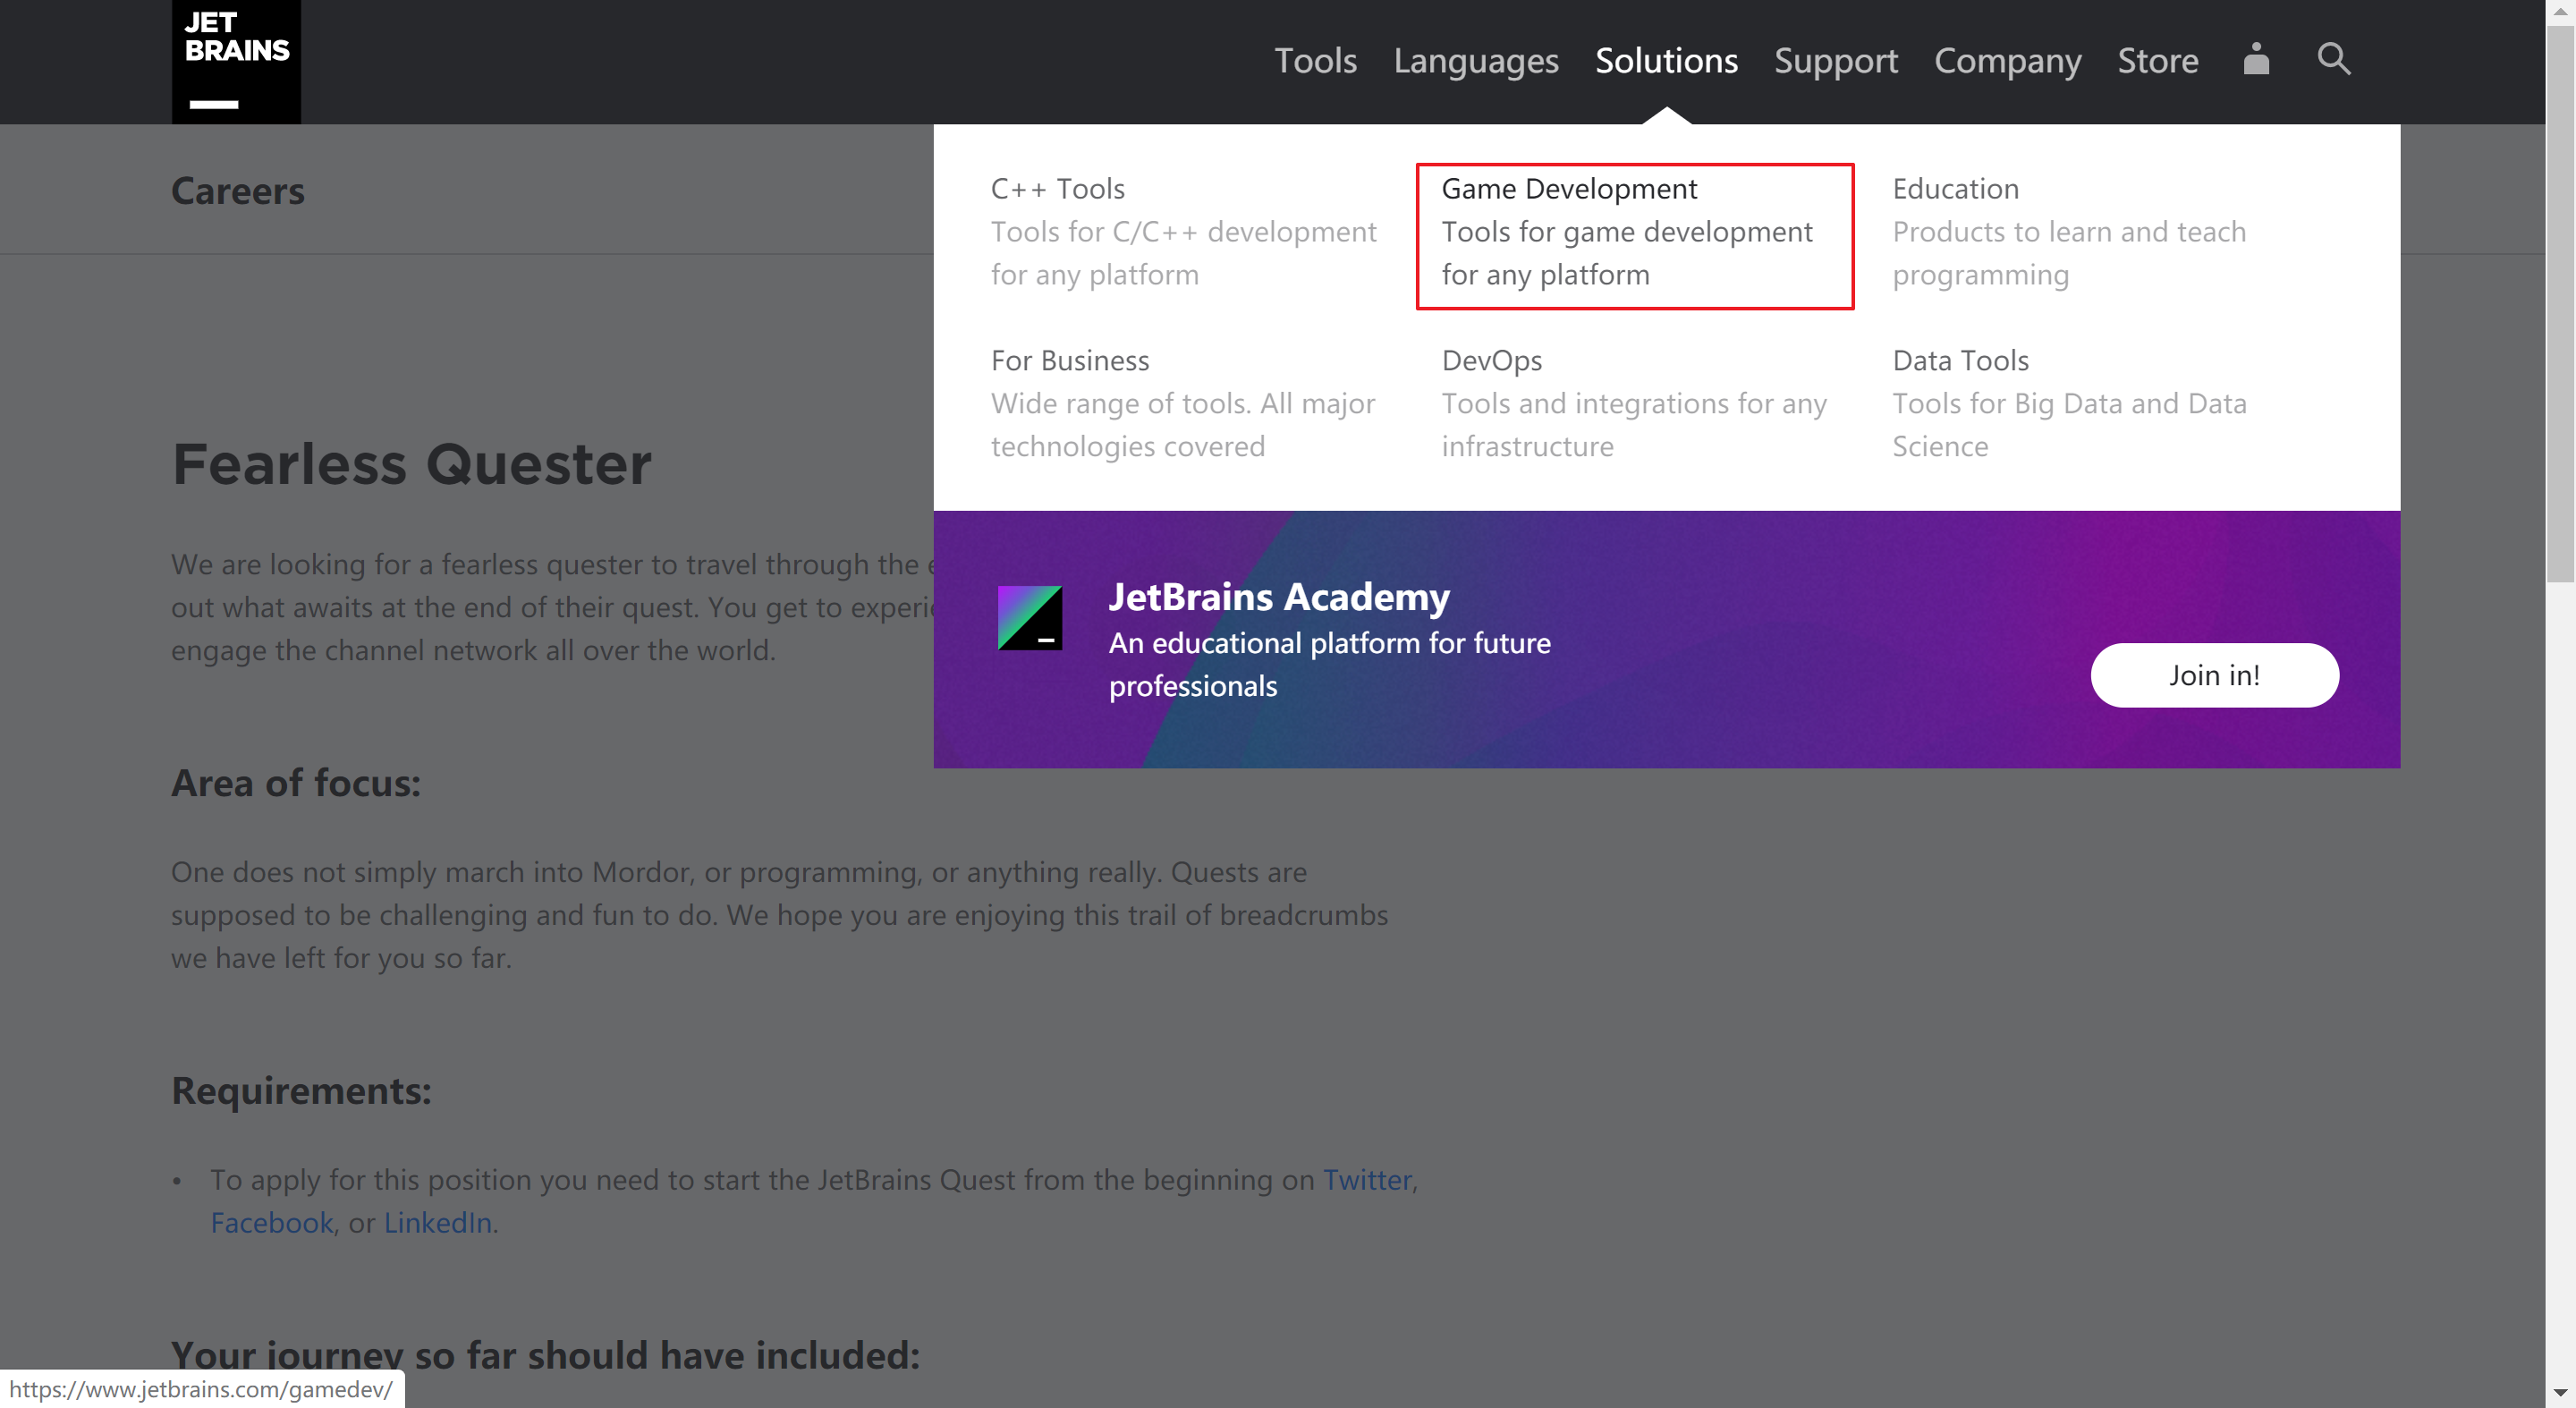 JET
BRAINS
Tools Languages Solutions Support Company Store
Careers
C++ Tools
Tools for C/C++ development
for any platform
Game Development
Tools for game development
for any platform
Education
Products to learn and teach
programming
For Business
Wide range of tools. All major
technologies covered
DevOps
Tools and integrations for any
infrastructure
Data Tools
Tools for Big Data and Data
Science
JetBrains Academy
An educational platform for future
professionals
Join in!
Fearless Quester
We are looking for a fearless quester to travel through the
out what awaits at the end of their quest. You get to
engage the channel network all over the world.
Area of focus:
One does not simply march into Mordor, or programming, or anything really. Quests are
supposed to be challenging and fun to do. We hope you are enjoying this trail of breadcrumbs
we have left for you so far.
Requirements:
• To apply for this position you need to start the JetBrains Quest from the beginning on Twitter,
Facebook, or LinkedIn.
Your journey so far should have included:
https://www.jetbrains.com/gamedev/